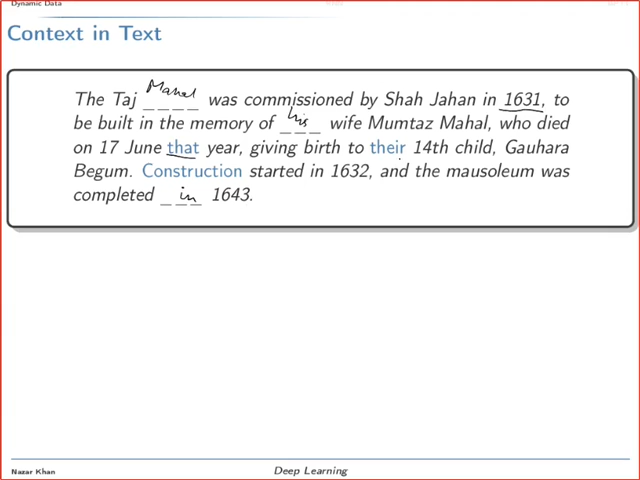 Dynamic Data
Context in Text
The Taj Mahal was commissioned by Shah Jahan in 1631, to
be built in the memory of his wife Mumtaz Mahal, who died
on 17 June that year, giving birth to their 14th child, Gauhara
Begum. Construction started in 1632, and the mausoleum was
completed in 1643.
Nazar Khan Deep Learning